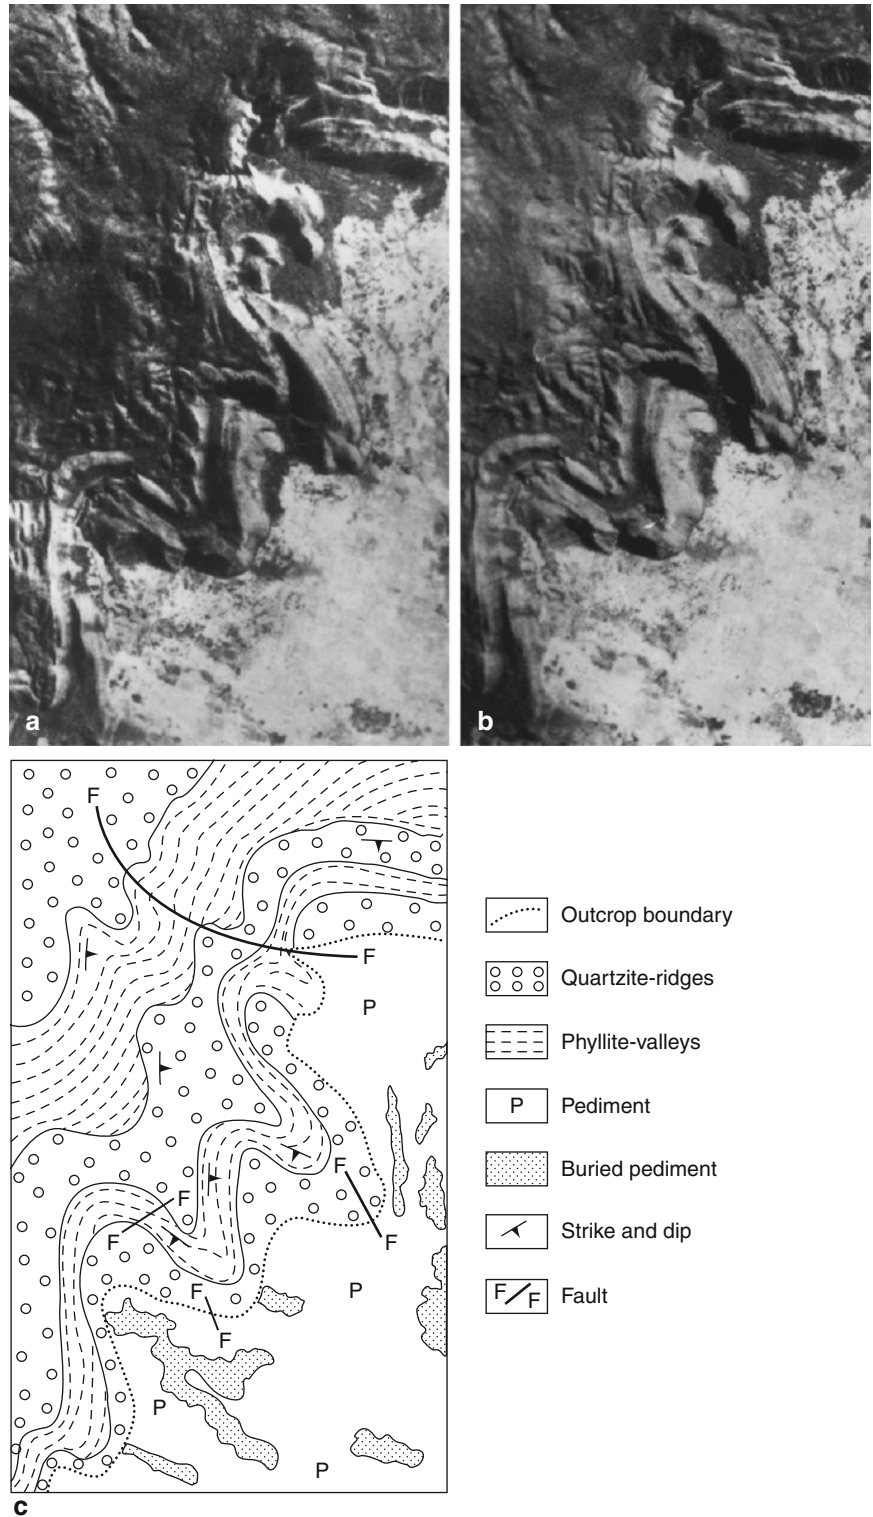 a
b
F
F
P
F
F
F
F
F
P
F
P
P
c
Outcrop boundary
Quartzite-ridges
Phyllite-valleys
P Pediment
Buried pediment
Strike and dip
F F Fault